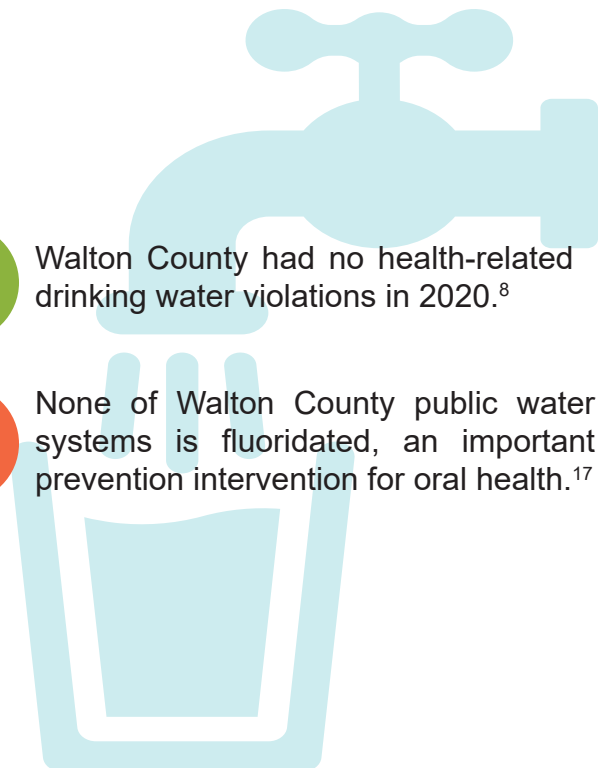 Walton County had no health-related
drinking water violations in 2020.8
None of Walton County public water
systems is fluoridated, an important
prevention intervention for oral health.17